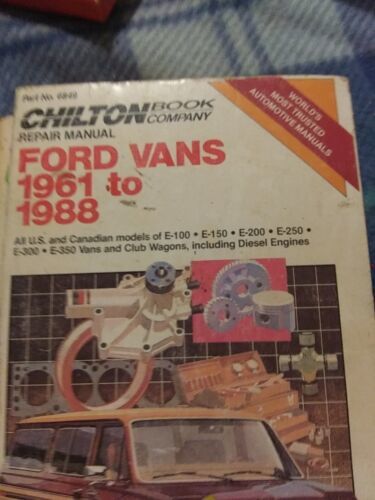 Part No. 6849
CHILTON BOOK COMPANY
REPAIR MANUAL
WORLD'S
MOST TRUSTED
AUTOMOTIVE MANUALS
FORD VANS
1961 to
1988
All U.S. and Canadian models of E-100 • E-150 • E-200 • E-250 •
E-300 • E-350 Vans and Club Wagons, including Diesel Engines